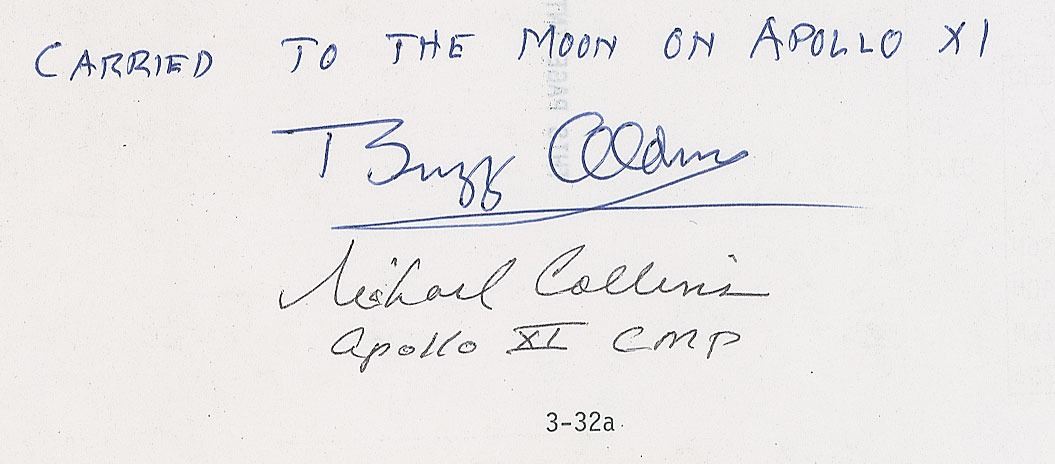 CARRIED TO THE MOON ON APOLLO XI
Buzz Aldrin
Michael Collins
Apollo XI CMP
3-32a